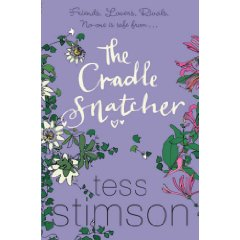 Friends. Lovers. Rivals.
No-one is safe from...
The
Cradle
Snatcher
tess
stimson